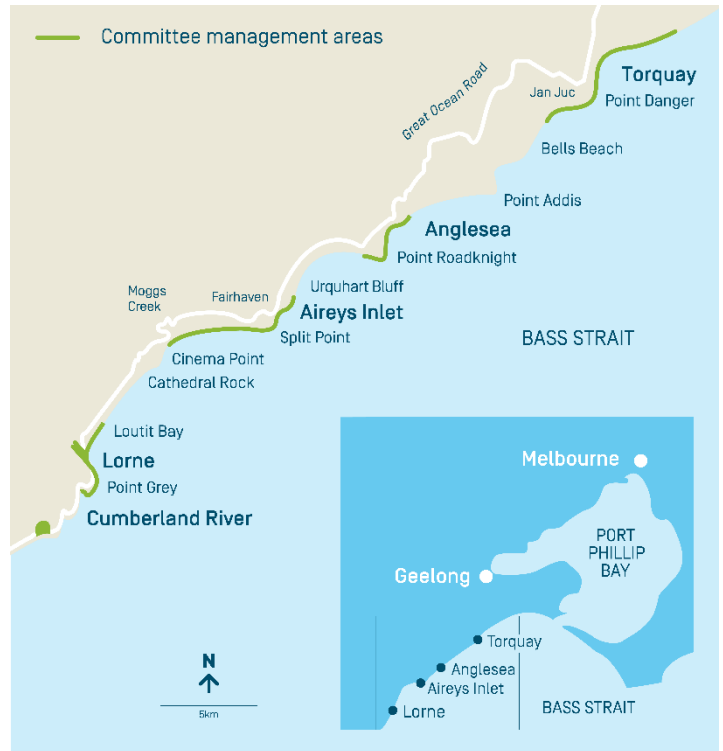 Committee management areas
Torquay
Jan Juc
Point Danger
Great Ocean Road
Bells Beach
Point Addis
Anglesea
Point Roadknight
Urquhart Bluff
Moggs
Creek
Fairhaven
Aireys Inlet
Split Point
BASS STRAIT
Cinema Point
Cathedral Rock
Loutit Bay
Lorne
Point Grey
Cumberland River
N
5km
Melbourne
PORT
PHILLIP
BAY
Geelong
Torquay
Anglesea
Aireys Inlet
Lorne
BASS STRAIT